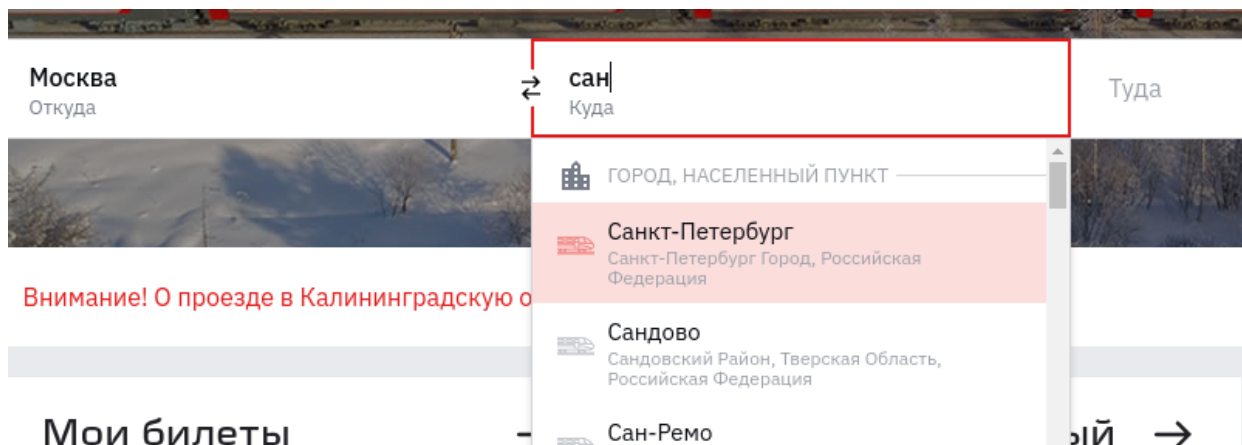 Москва
Откуда
сан
Куда
Туда
ГОРОД, НАСЕЛЕННЫЙ ПУНКТ
Санкт-Петербург
Санкт-Петербург Город, Российская
Федерация
Внимание! О проезде в Калининградскую о
Сандово
Сандовский Район, Тверская Область,
Российская Федерация
Мои билеты
Сан-Ремо
ый